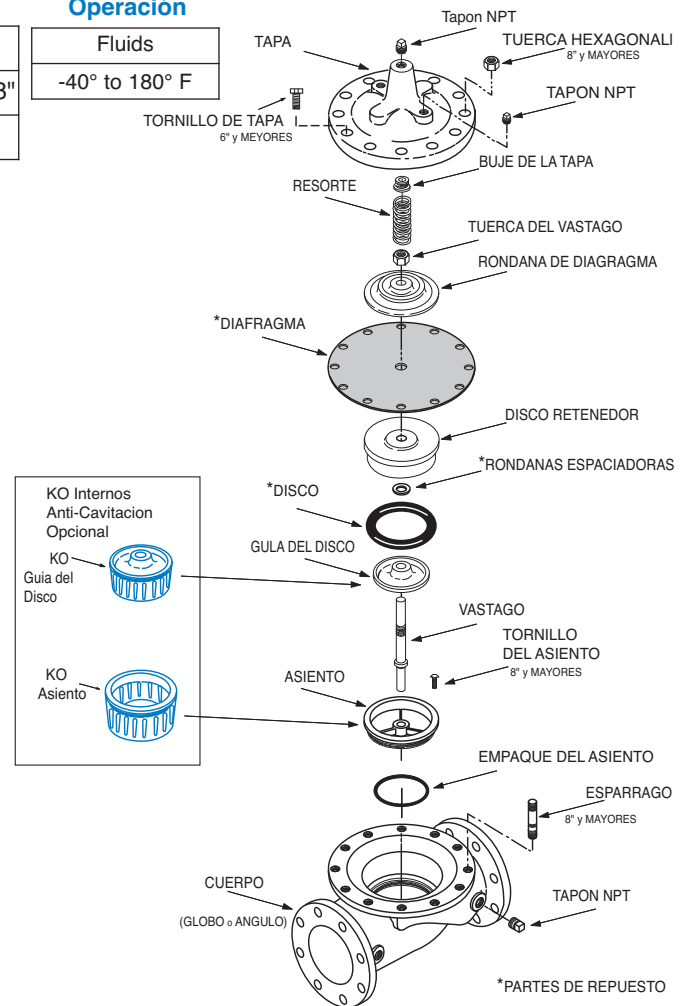 Operación
Fluids
-40° to 180° F
3"
Tapon NPT
TAPA
TUERCA HEXAGONALI
8" y MAYORES
TAPON NPT
TORNILLO DE TAPA
6" y MEYORES
BUJE DE LA TAPA
RESORTE
TUERCA DEL VASTAGO
RONDANA DE DIAGRAGMA
*DIAFRAGMA
DISCO RETENEDOR
*RONDANAS ESPACIADORAS
*DISCO
GULA DEL DISCO
KO Internos
Anti-Cavitacion
Opcional
KO
Guia del
Disco
KO
Asiento
VASTAGO
TORNILLO
DEL ASIENTO
8" y MAYORES
ASIENTO
EMPAQUE DEL ASIENTO
ESPARRAGO
8" y MAYORES
CUERPO
(GLOBO o ANGULO)
TAPON NPT
*PARTES DE REPUESTO